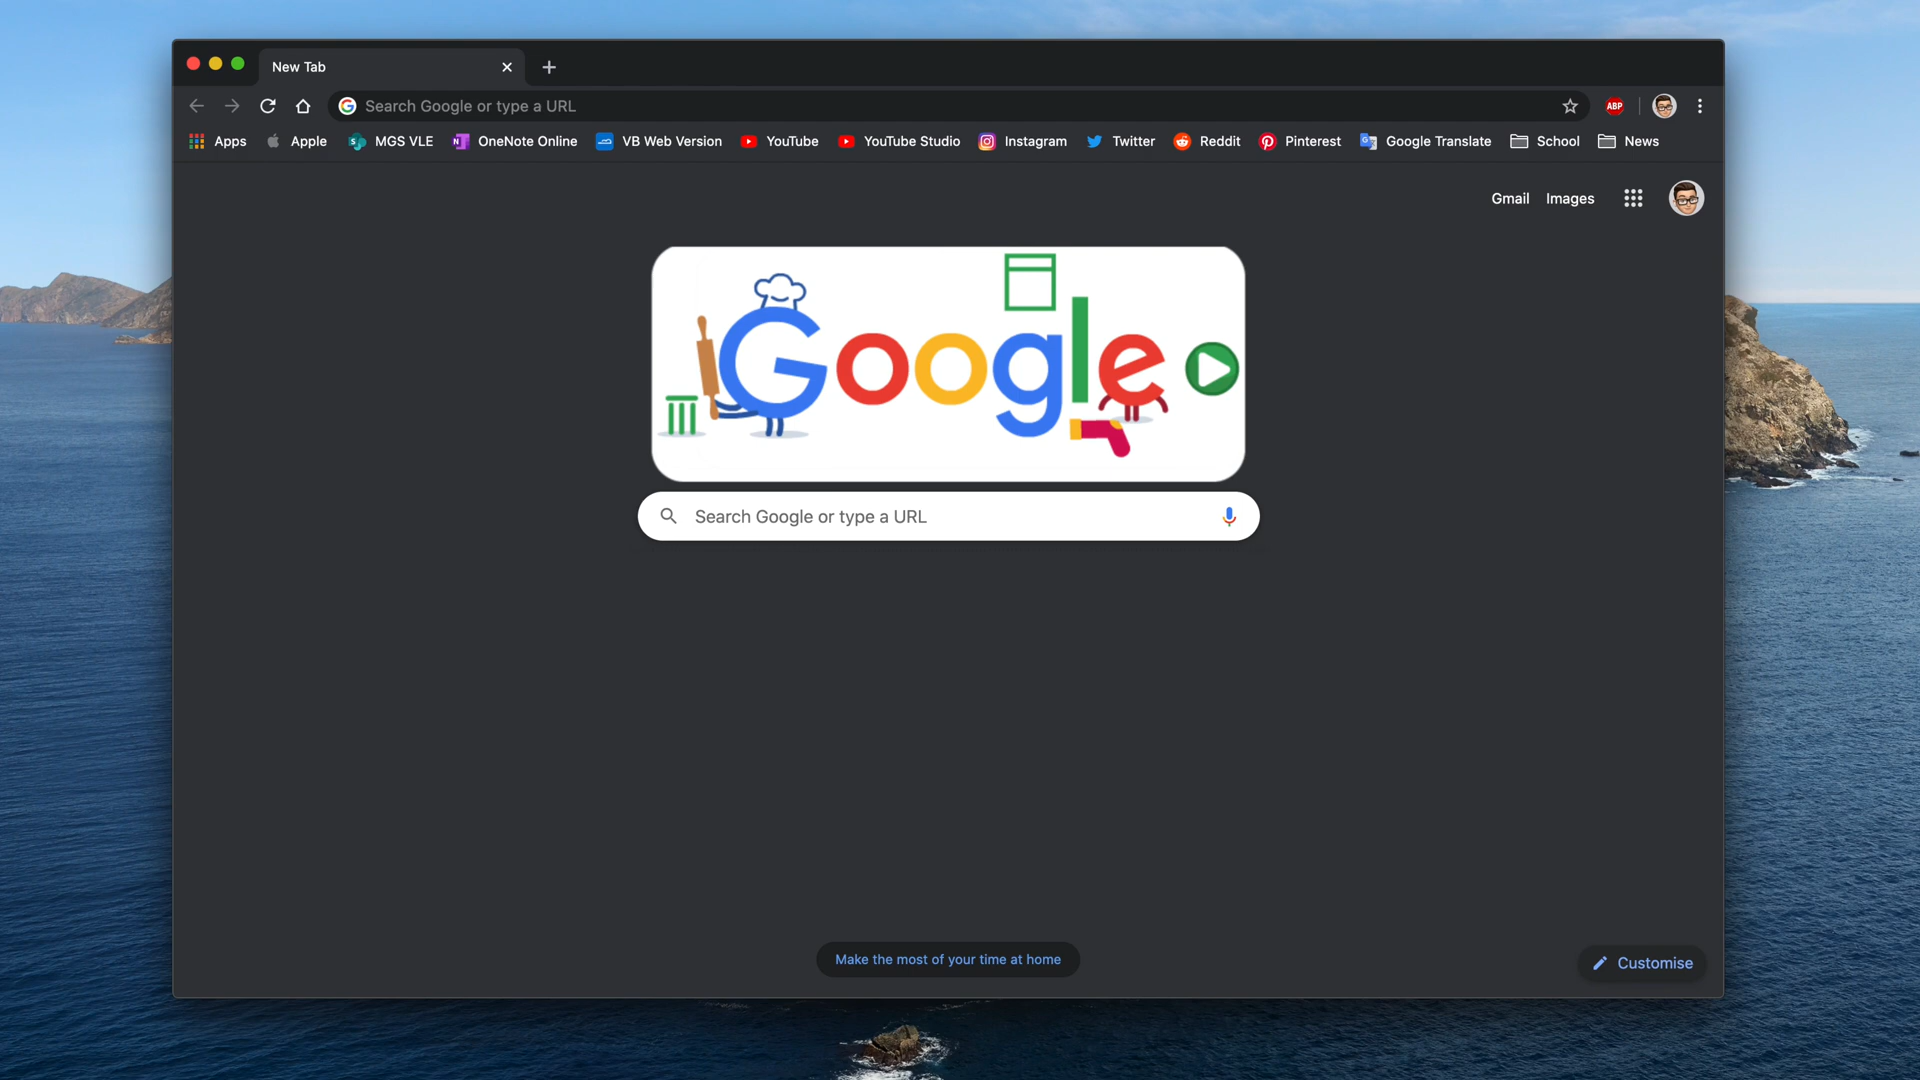 New Tab
Search Google or type a URL
ABP
Apps Apple MGS VLE OneNote Online VB Web Version YouTube YouTube Studio Instagram Twitter Reddit Pinterest Google Translate School News
Gmail Images
Google
Search Google or type a URL
Make the most of your time at home
Customise